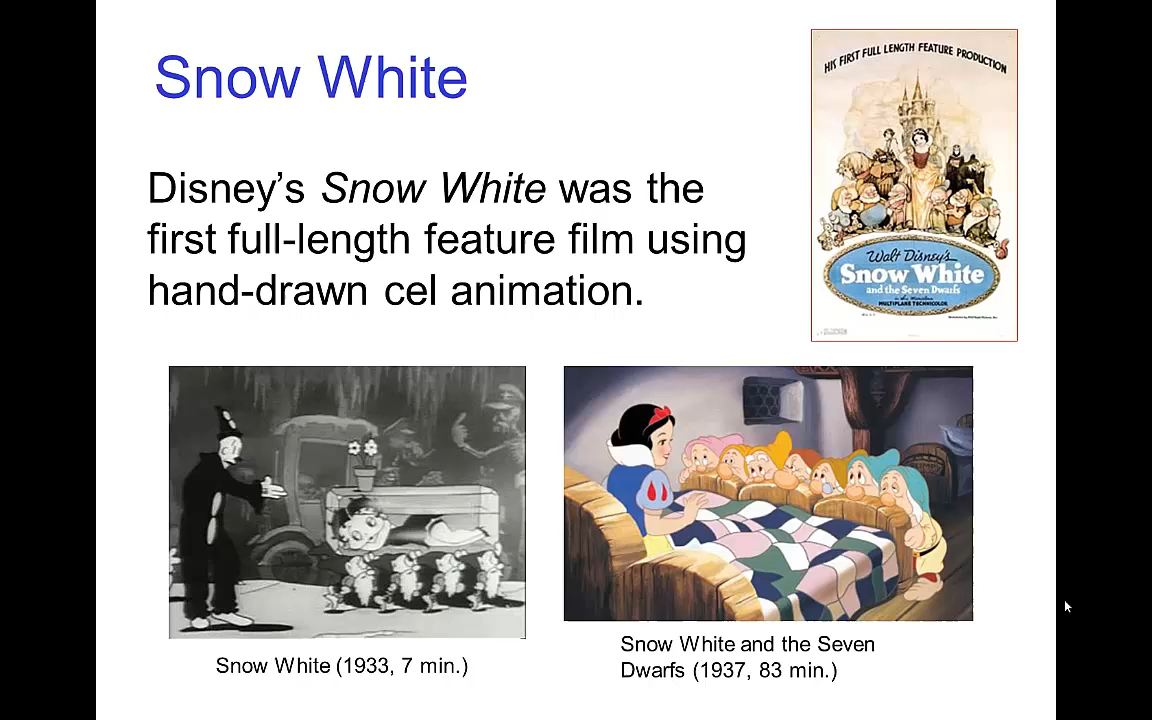 Snow White
Disney’s Snow White was the
first full-length feature film using
hand-drawn cel animation.
HIS FIRST FULL LENGTH FEATURE PRODUCTION
Walt Disney's
Snow White
and the Seven Dwarfs
MULTIPLANE TECHNICOLOR
Snow White (1933, 7 min.)
Snow White and the Seven
Dwarfs (1937, 83 min.)